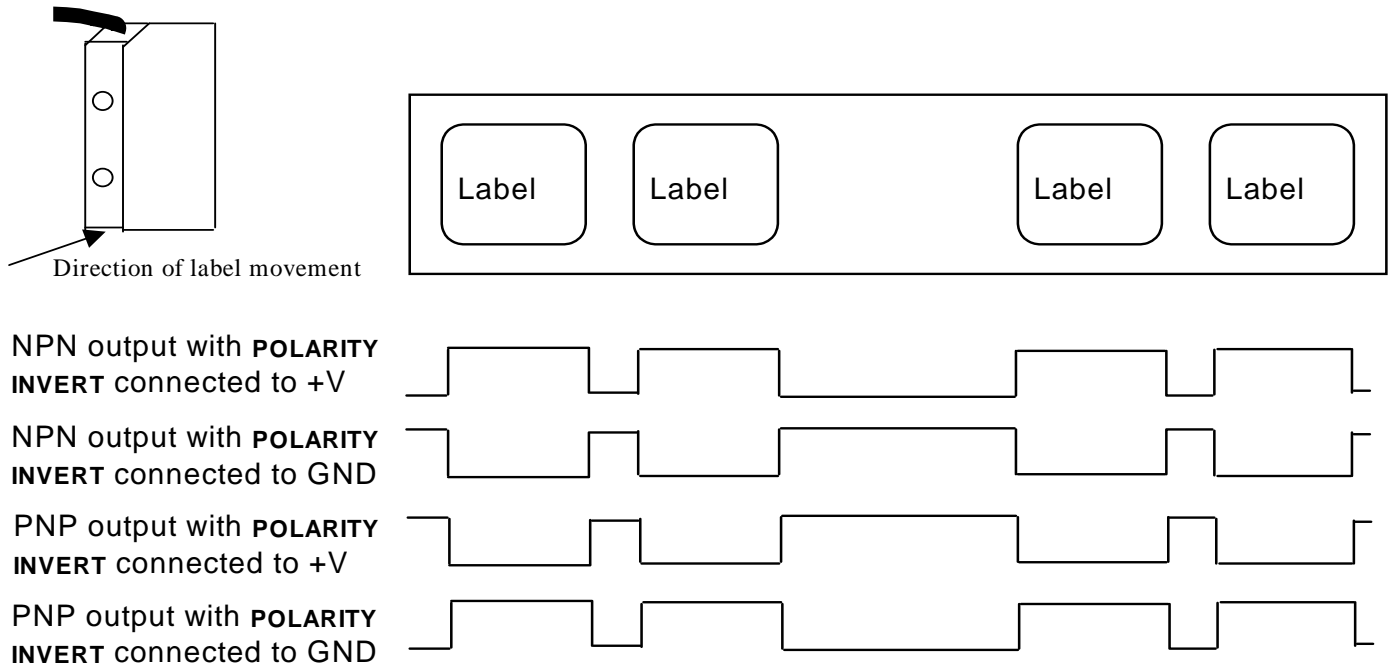 Label Label Label Label
Direction of label movement
NPN output with POLARITY
INVERT connected to +V
NPN output with POLARITY
INVERT connected to GND
PNP output with POLARITY
INVERT connected to +V
PNP output with POLARITY
INVERT connected to GND